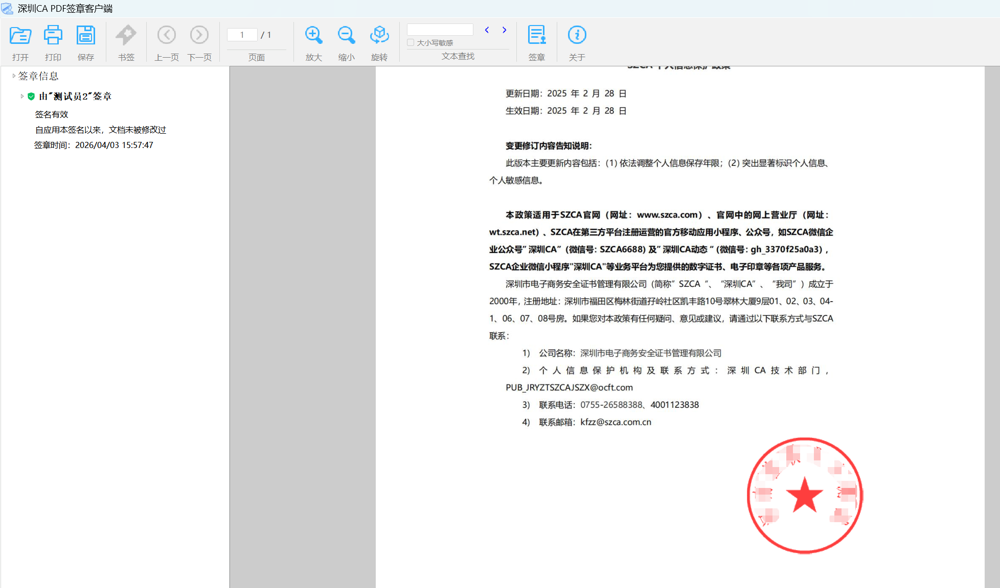 深圳CA PDF签章客户端
打开
打印
保存
书签
上一页
下一页
1 / 1
页面
放大
缩小
旋转
大小写敏感
文本查找
签章
关于
签章信息
由"测试员2"签章
签名有效
自应用本签名以来，文档未被修改过
签章时间：2026/04/03 15:57:47
SZCA 个人信息保护政策
更新日期：2025 年 2 月 28 日
生效日期：2025 年 2 月 28 日
变更修订内容告知说明：
此版本主要更新内容包括：（1）依法调整个人信息保存年限；（2）突出显著标识个人信息、
个人敏感信息。
本政策适用于SZCA官网（网址：www.szca.com）、官网中的网上营业厅（网址：
wt.szca.net）、SZCA在第三方平台注册运营的官方移动应用小程序、公众号，如SZCA微信企
业公众号”深圳CA”（微信号：SZCA6688）及”深圳CA动态“（微信号：gh_3370f25a0a3），
SZCA企业微信小程序"深圳CA"等业务平台为您提供的数字证书、电子印章等各项产品服务。
深圳市电子商务安全证书管理有限公司（简称”SZCA“、“深圳CA”、“我司”）成立于
2000年，注册地址：深圳市福田区梅林街道孖岭社区凯丰路10号翠林大厦9层01、02、03、04-
1、06、07、08号房。如果您对本政策有任何疑问、意见或建议，请通过以下联系方式与SZCA
联系：
1) 公司名称：深圳市电子商务安全证书管理有限公司
2) 个人信息保护机构及联系方式：深圳CA技术部门，
PUB_JRYZTSZCAJSZX@ocft.com
3) 联系电话：0755-26588388、4001123838
4) 联系邮箱：kfzz@szca.com.cn